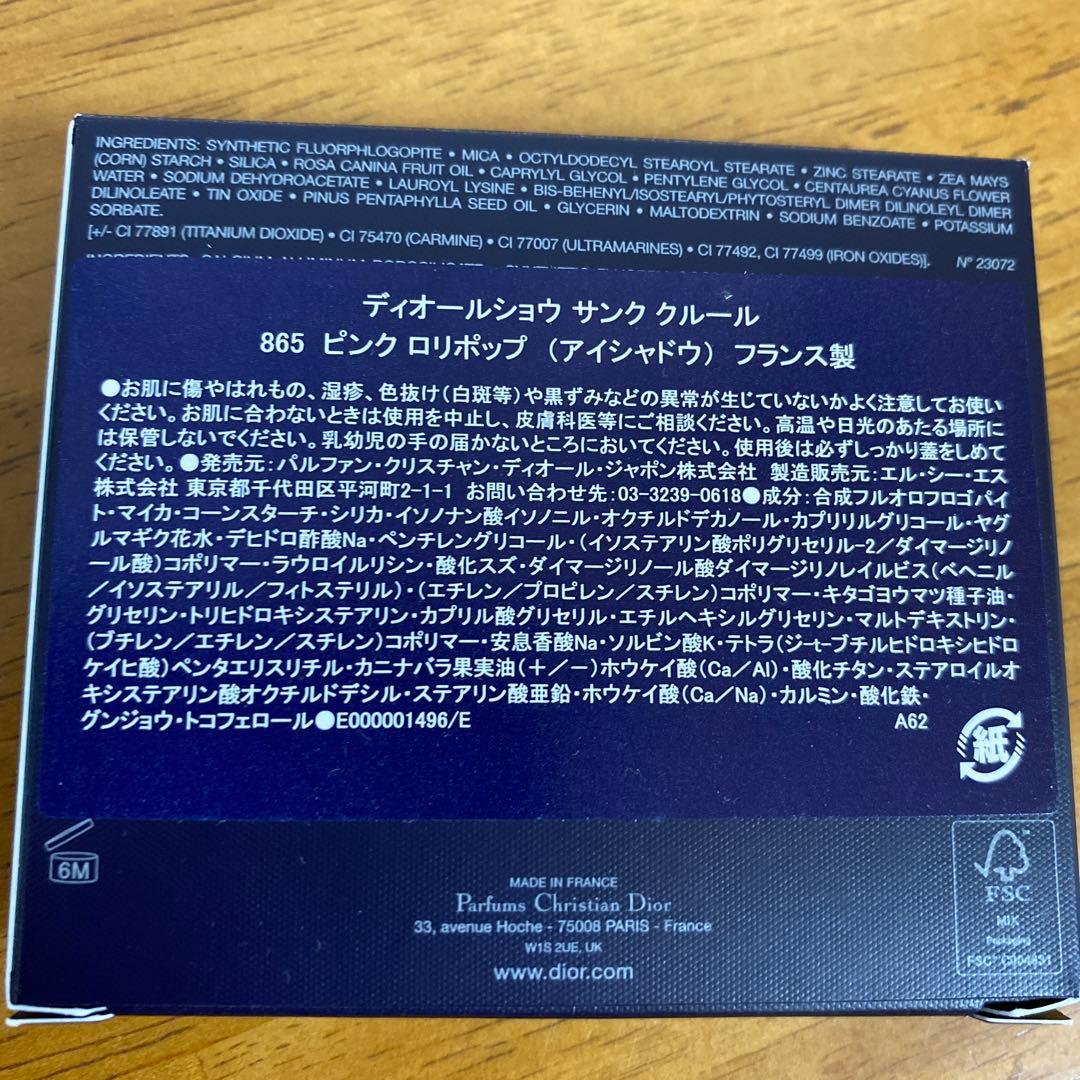 INGREDIENTS: SYNTHETIC FLUORPHLOGOPITE • MICA • OCTYLDODECYL STEAROYL STEARATE • ZINC STEARATE • ZEA MAYS
(CORN) STARCH • SILICA • ROSA CANINA FRUIT OIL • CAPRYLYL GLYCOL • PENTYLENE GLYCOL • CENTAUREA CYANUS FLOWER
WATER • SODIUM DEHYDROACETATE • LAUROYL LYSINE • BIS-BEHENYL/ISOSTEARYL/PHYTOSTERYL DIMER DILINOLEYL DIMER
DILINOLEATE • TIN OXIDE • PINUS PENTAPHYLLA SEED OIL • GLYCERIN • MALTODEXTRIN • SODIUM BENZOATE • POTASSIUM
SORBATE.
[+/- CI 77891 (TITANIUM DIOXIDE) • CI 75470 (CARMINE) • CI 77007 (ULTRAMARINES) • CI 77492, CI 77499 (IRON OXIDES)]. N° 23072
ディオールショウ サンク クルール
865 ピンク ロリポップ (アイシャドウ) フランス製
●お肌に傷やはれもの、湿疹、色抜け(白斑等)や黒ずみなどの異常が生じていないかよく注意してお使い
ください。お肌に合わないときは使用を中止し、皮膚科医等にご相談ください。高温や日光のあたる場所に
は保管しないでください。乳幼児の手の届かないところにおいてください。使用後は必ずしっかり蓋をしめて
ください。●発売元:パルファン・クリスチャン・ディオール・ジャポン株式会社 製造販売元:エル・シー・エス
株式会社 東京都千代田区平河町2-1-1 お問い合わせ先:03-3239-0618●成分:合成フルオロフロゴパイ
ト・マイカ・コーンスターチ・シリカ・イソノナン酸イソノニル・オクチルドデカノール・カプリリルグリコール・ヤグ
ルマギク花水・デヒドロ酢酸Na・ペンチレングリコール・(イソステアリン酸ポリグリセリル-2/ダイマージリノ
ール酸)コポリマー・ラウロイルリシン・酸化スズ・ダイマージリノール酸ダイマージリノレイルビス(ベヘニル
/イソステアリル/フィトステリル)・(エチレン/プロピレン/スチレン)コポリマー・キタゴヨウマツ種子油・
グリセリン・トリヒドロキシステアリン・カプリル酸グリセリル・エチルヘキシルグリセリン・マルトデキストリン・
(ブチレン/エチレン/スチレン)コポリマー・安息香酸Na・ソルビン酸K・テトラ(ジ-t-ブチルヒドロキシヒドロ
ケイヒ酸)ペンタエリスリチル・カニナバラ果実油(+/-)ホウケイ酸(Ca/Al)・酸化チタン・ステアロイルオ
キシステアリン酸オクチルドデシル・ステアリン酸亜鉛・ホウケイ酸(Ca/Na)・カルミン・酸化鉄・
グンジョウ・トコフェロール●E000001496/E A62
紙
6M
MADE IN FRANCE
Parfums Christian Dior
33, avenue Hoche - 75008 PARIS - France
W1S 2UE, UK
www.dior.com
FSC
MIX
Packaging
FSC® C004831